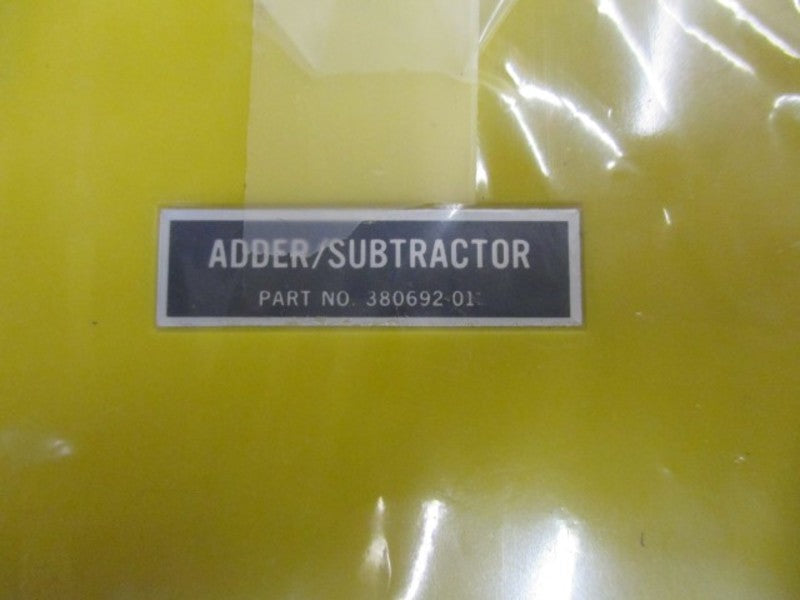 ADDER/SUBTRACTOR
PART NO. 380692-01